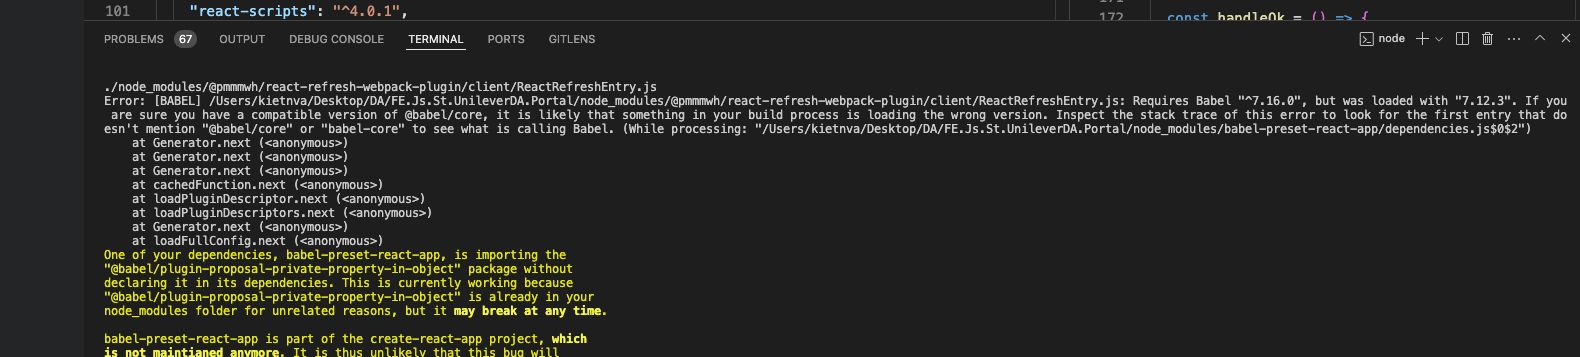 101 "react-scripts": "^4.0.1",
172 const handleOk = () => {
PROBLEMS 67 OUTPUT DEBUG CONSOLE TERMINAL PORTS GITLENS node
./node_modules/@pmmmwh/react-refresh-webpack-plugin/client/ReactRefreshEntry.js
Error: [BABEL] /Users/kietnva/Desktop/DA/FE.Js.St.UnileverDA.Portal/node_modules/@pmmmwh/react-refresh-webpack-plugin/client/ReactRefreshEntry.js: Requires Babel "^7.16.0", but was loaded with "7.12.3". If you
are sure you have a compatible version of @babel/core, it is likely that something in your build process is loading the wrong version. Inspect the stack trace of this error to look for the first entry that do
esn't mention "@babel/core" or "babel-core" to see what is calling Babel. (While processing: "/Users/kietnva/Desktop/DA/FE.Js.St.UnileverDA.Portal/node_modules/babel-preset-react-app/dependencies.js$0$2")
at Generator.next (<anonymous>)
at Generator.next (<anonymous>)
at Generator.next (<anonymous>)
at cachedFunction.next (<anonymous>)
at loadPluginDescriptor.next (<anonymous>)
at loadPluginDescriptors.next (<anonymous>)
at Generator.next (<anonymous>)
at loadFullConfig.next (<anonymous>)
One of your dependencies, babel-preset-react-app, is importing the
"@babel/plugin-proposal-private-property-in-object" package without
declaring it in its dependencies. This is currently working because
"@babel/plugin-proposal-private-property-in-object" is already in your
node_modules folder for unrelated reasons, but it may break at any time.
babel-preset-react-app is part of the create-react-app project, which
is not maintianed anymore. It is thus unlikely that this bug will